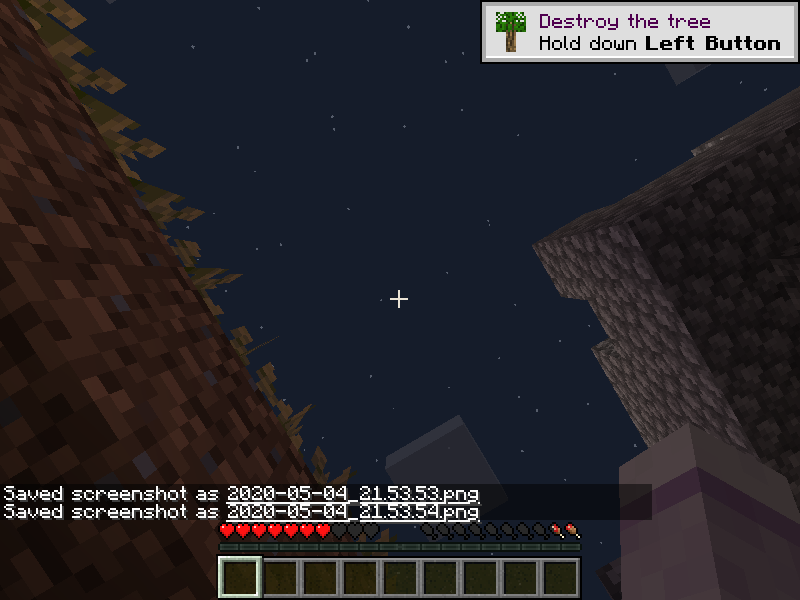 Destroy the tree
Hold down Left Button
Saved screenshot as 2020-05-04_21.53.53.png
Saved screenshot as 2020-05-04_21.53.54.png